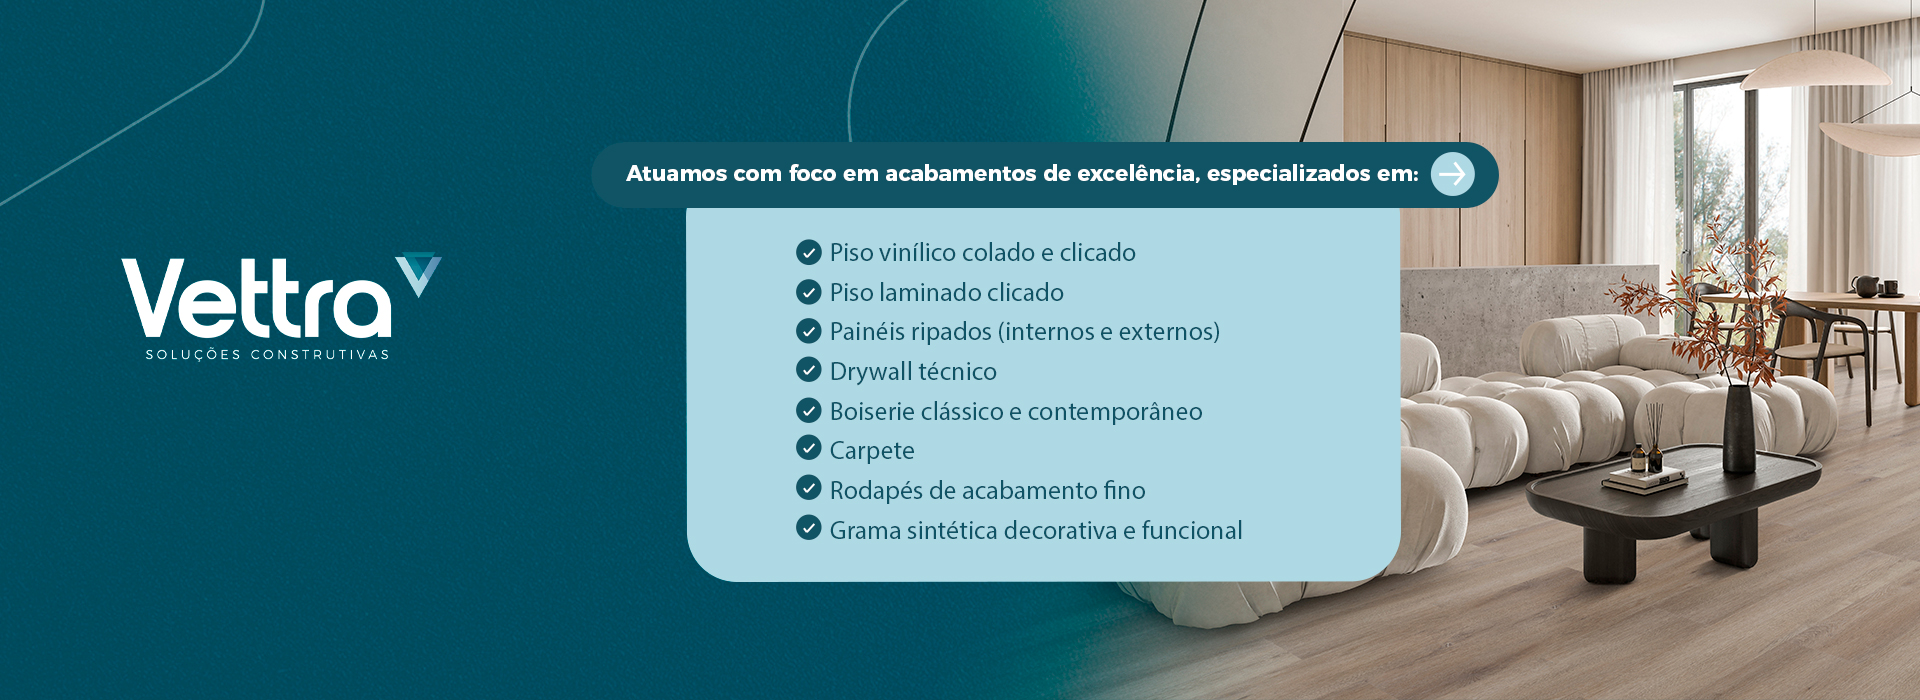 Vettra
SOLUÇÕES CONSTRUTIVAS
Atuamos com foco em acabamentos de excelência, especializados em:
Piso vinílico colado e clicado
Piso laminado clicado
Painéis ripados (internos e externos)
Drywall técnico
Boiserie clássico e contemporâneo
Carpete
Rodapés de acabamento fino
Grama sintética decorativa e funcional